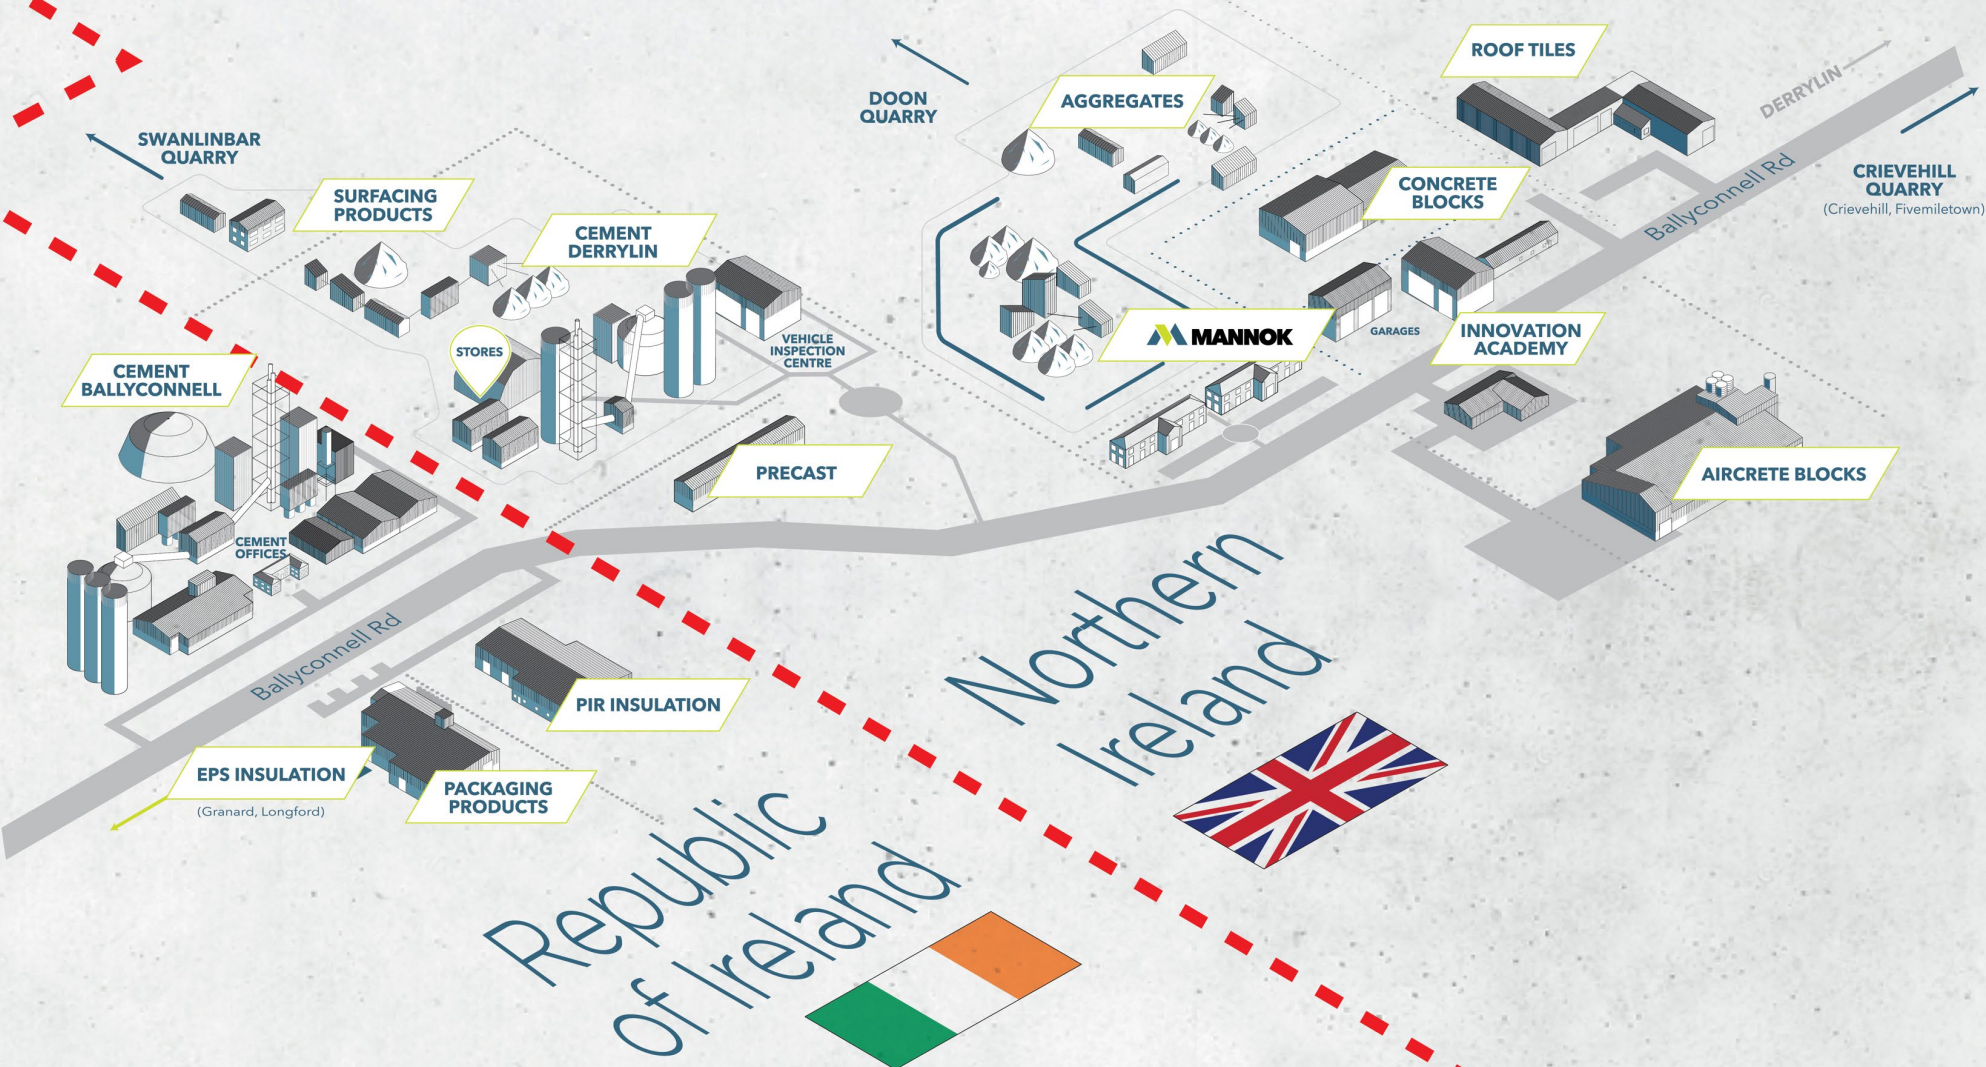 ROOF TILES
DERRYLIN
DOON
QUARRY
AGGREGATES
SWANLINBAR
QUARRY
SURFACING
PRODUCTS
CONCRETE
BLOCKS
Ballyconnell Rd
CRIEVEHILL
QUARRY
(Crievehill, Fivemiletown)
CEMENT
DERRYLIN
STORES
VEHICLE
INSPECTION
CENTRE
MANNOK
GARAGES
INNOVATION
ACADEMY
CEMENT
BALLYCONNELL
PRECAST
AIRCRETE BLOCKS
CEMENT
OFFICES
Ballyconnell Rd
PIR INSULATION
EPS INSULATION
(Granard, Longford)
PACKAGING
PRODUCTS
Northern
Ireland
Republic
of Ireland